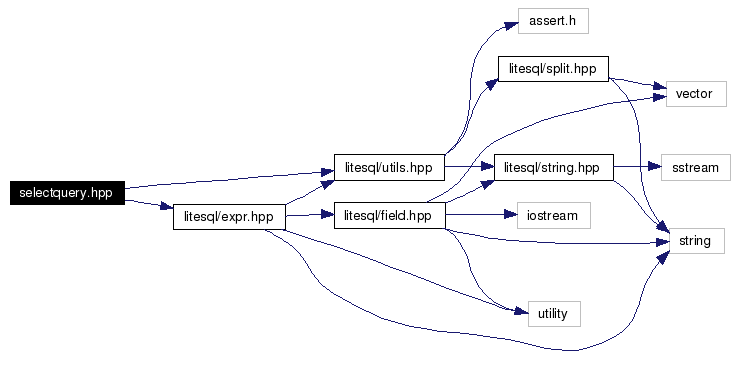 assert.h
litesql/split.hpp
vector
litesql/utils.hpp
litesql/string.hpp
sstream
selectquery.hpp
litesql/expr.hpp
litesql/field.hpp
iostream
string
utility